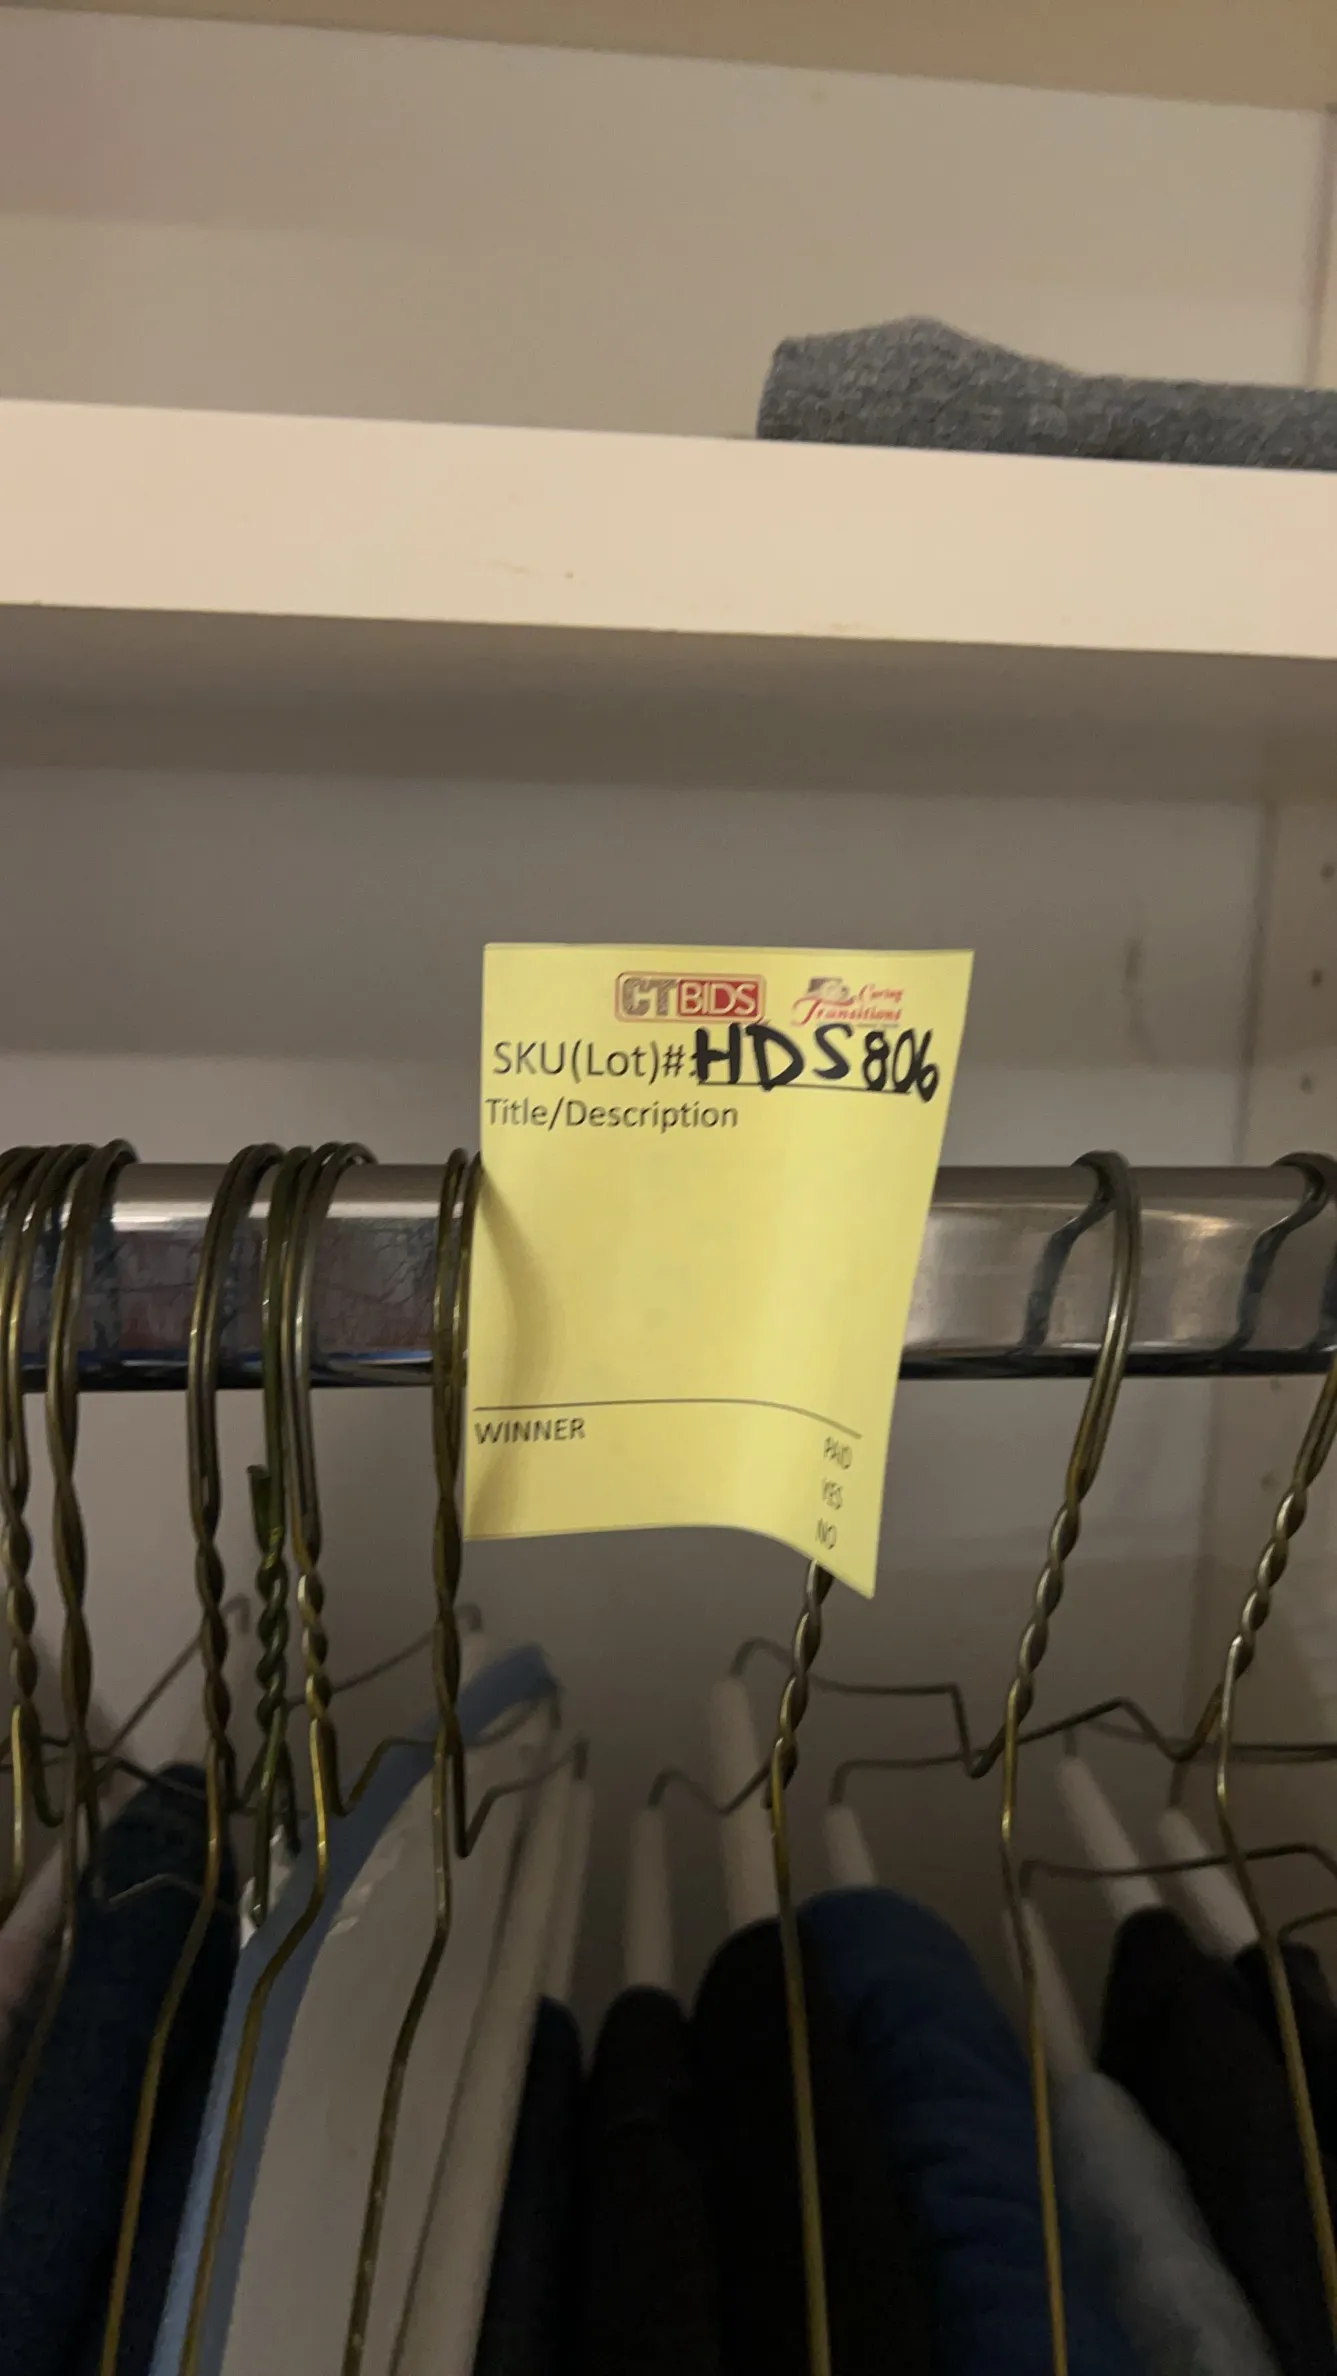 CTBIDS Caring Transitions
SKU(Lot)#:HDS806
Title/Description
WINNER
PAID
YES
NO